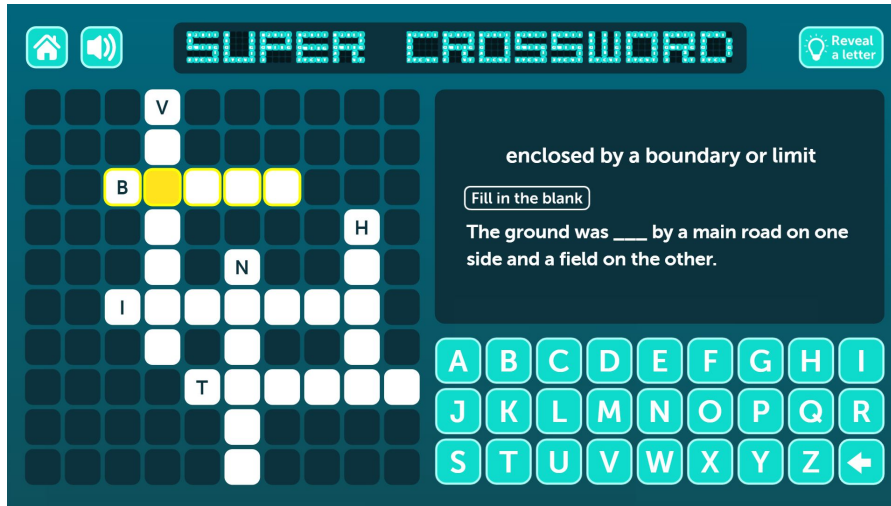 SUPER CROSSWORD
Reveal
a letter
V
B
H
N
I
T
enclosed by a boundary or limit
Fill in the blank
The ground was ___ by a main road on one
side and a field on the other.
A B C D E F G H I
J K L M N O P Q R
S T U V W X Y Z